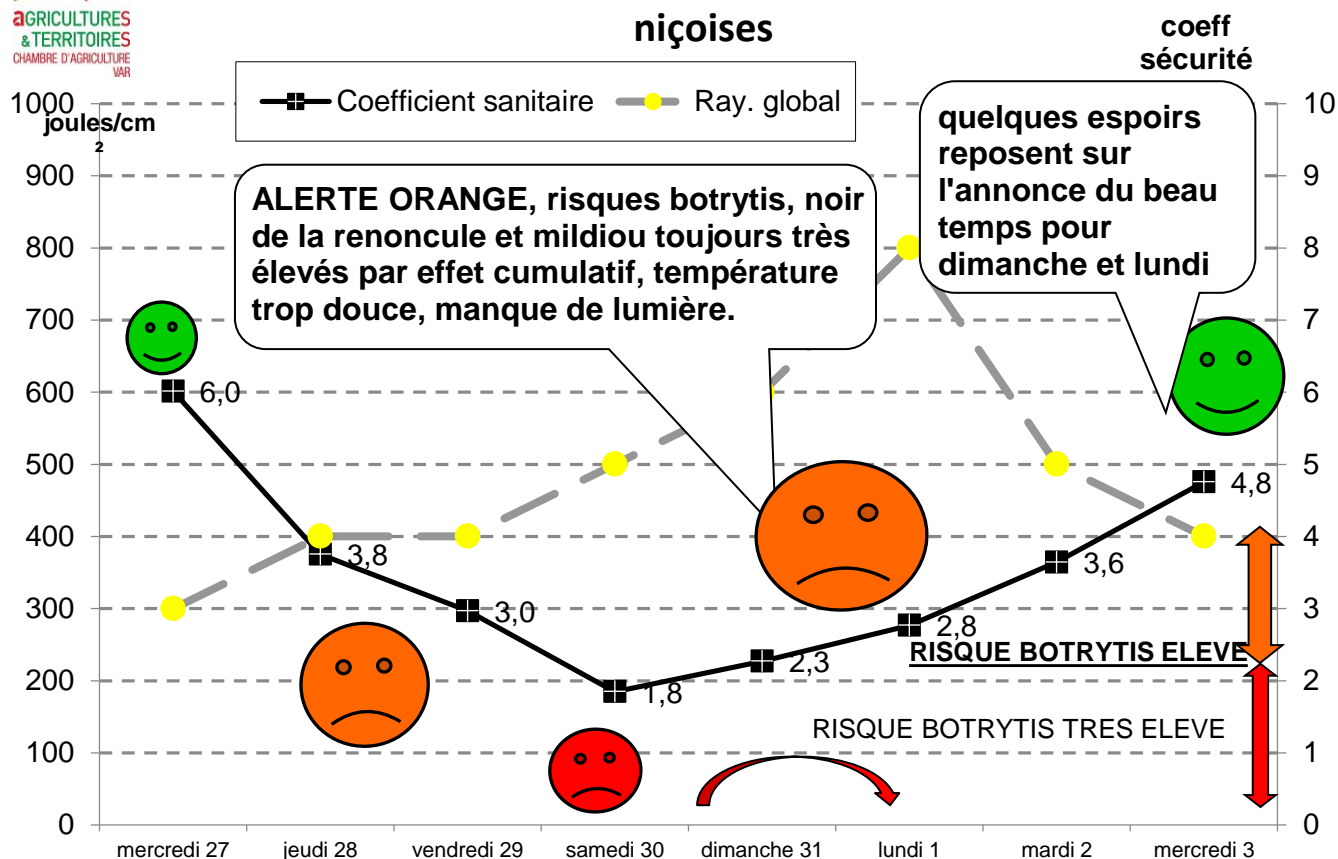 aGRICULTURES
& TERRITOIRES
CHAMBRE D'AGRICULTURE
VAR
niçoises
coeff
sécurité
Coefficient sanitaire
Ray. global
joules/cm
²
quelques espoirs
reposent sur
l'annonce du beau
temps pour
dimanche et lundi
ALERTE ORANGE, risques botrytis, noir
de la renoncule et mildiou toujours très
élevés par effet cumulatif, température
trop douce, manque de lumière.
1000
900
800
700
600
500
400
300
200
100
0
10
9
8
7
6
5
4
3
2
1
0
6,0
3,8
3,0
1,8
2,3
2,8
3,6
4,8
RISQUE BOTRYTIS ELEVE
RISQUE BOTRYTIS TRES ELEVE
mercredi 27
jeudi 28
vendredi 29
samedi 30
dimanche 31
lundi 1
mardi 2
mercredi 3